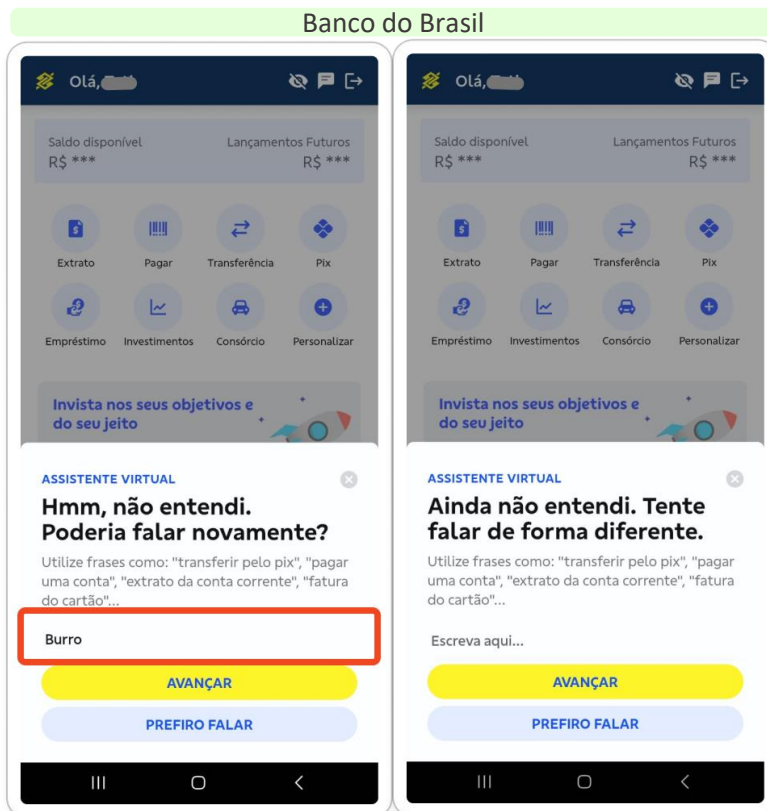 Banco do Brasil
Olá,
Saldo disponível
Lançamentos Futuros
R$ ***
R$ ***
Extrato
Pagar
Transferência
Pix
Empréstimo
Investimentos
Consórcio
Personalizar
Invista nos seus objetivos e
do seu jeito
ASSISTENTE VIRTUAL
Hmm, não entendi.
Poderia falar novamente?
Utilize frases como: "transferir pelo pix", "pagar
uma conta", "extrato da conta corrente", "fatura
do cartão"...
Burro
AVANÇAR
PREFIRO FALAR
Olá,
Saldo disponível
Lançamentos Futuros
R$ ***
R$ ***
Extrato
Pagar
Transferência
Pix
Empréstimo
Investimentos
Consórcio
Personalizar
Invista nos seus objetivos e
do seu jeito
ASSISTENTE VIRTUAL
Ainda não entendi. Tente
falar de forma diferente.
Utilize frases como: "transferir pelo pix", "pagar
uma conta", "extrato da conta corrente", "fatura
do cartão"...
Escreva aqui...
AVANÇAR
PREFIRO FALAR